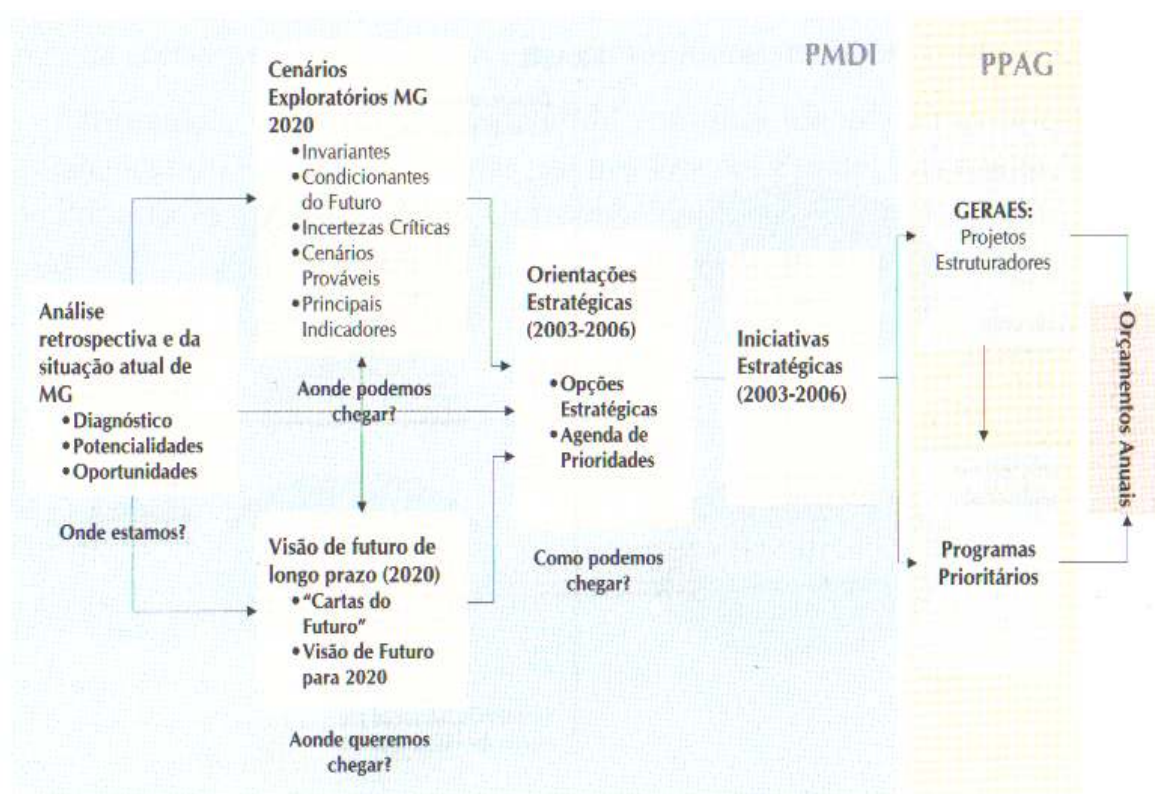 PMDI
PPAG
Cenários
Exploratórios MG
2020
•Invariantes
•Condicionantes
do Futuro
•Incertezas Críticas
•Cenários
Prováveis
•Principais
Indicadores
Aonde podemos
chegar?
Análise
retrospectiva e da
situação atual de
MG
•Diagnóstico
•Potencialidades
•Oportunidades
Onde estamos?
Visão de futuro de
longo prazo (2020)
•"Cartas do
Futuro"
•Visão de Futuro
para 2020
Aonde queremos
chegar?
Orientações
Estratégicas
(2003-2006)
•Opções
Estratégicas
•Agenda de
Prioridades
Como podemos
chegar?
Iniciativas
Estratégicas
(2003-2006)
GERAES:
Projetos
Estruturadores
Programas
Prioritários
Orçamentos Anuais